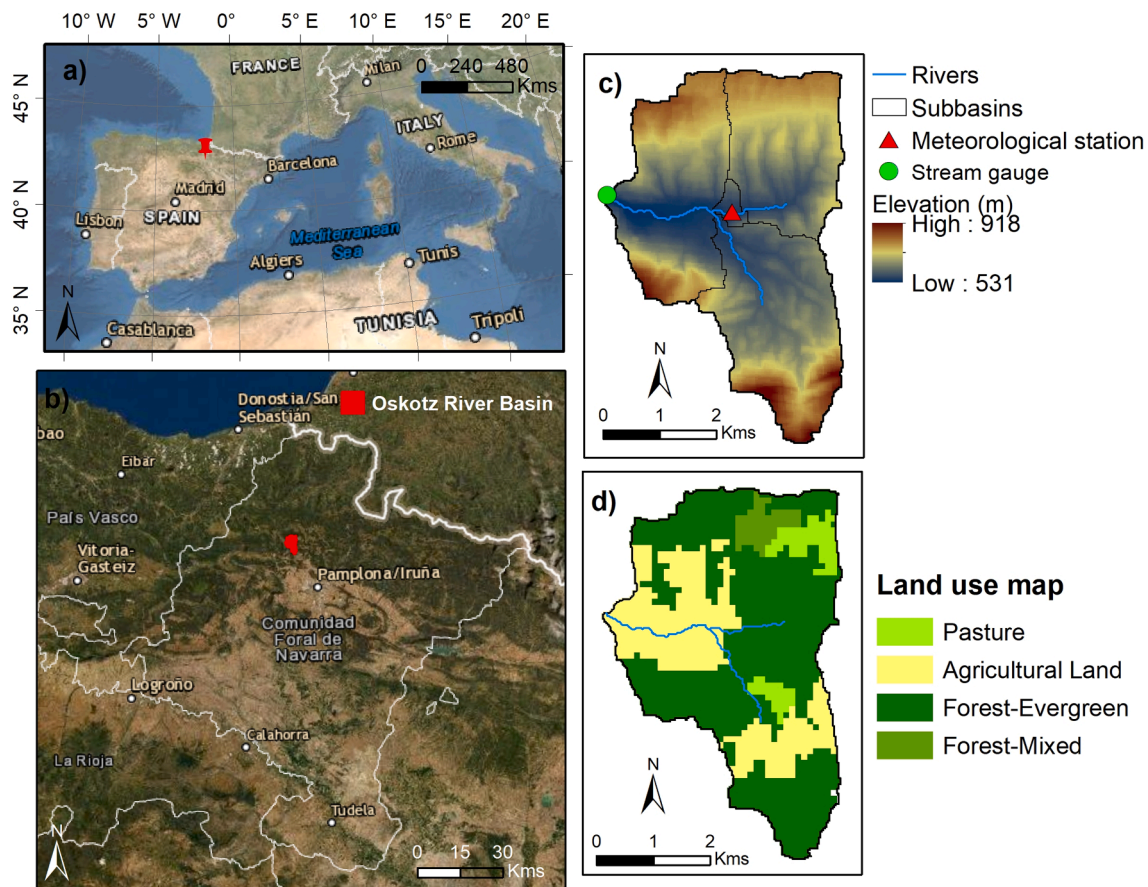 10° W
5° W
0°
5° E
10° E
15° E
20° E
22° E
45° N
40° N
35° N
a)
FRANCE
Milan
0 240 480
Kms
ITALY
Rome
Barcelona
Madrid
SPAIN
Lisbon
Mediterranean
Sea
Algiers
Tunis
N
Casablanca
TUNISIA
Tripoli
b)
Donostia/San
Sebastián
Oskotz River Basin
bao
Eibar
País Vasco
Vitoria-
Gasteiz
Pamplona/Iruña
Comunidad
Foral de
Navarra
Logroño
Calahorra
La Rioja
Tudela
N
0 15 30
Kms
c)
N
0 1 2
Kms
Rivers
Subbasins
Meteorological station
Stream gauge
Elevation (m)
High : 918
Low : 531
d)
N
0 1 2
Kms
Land use map
Pasture
Agricultural Land
Forest-Evergreen
Forest-Mixed